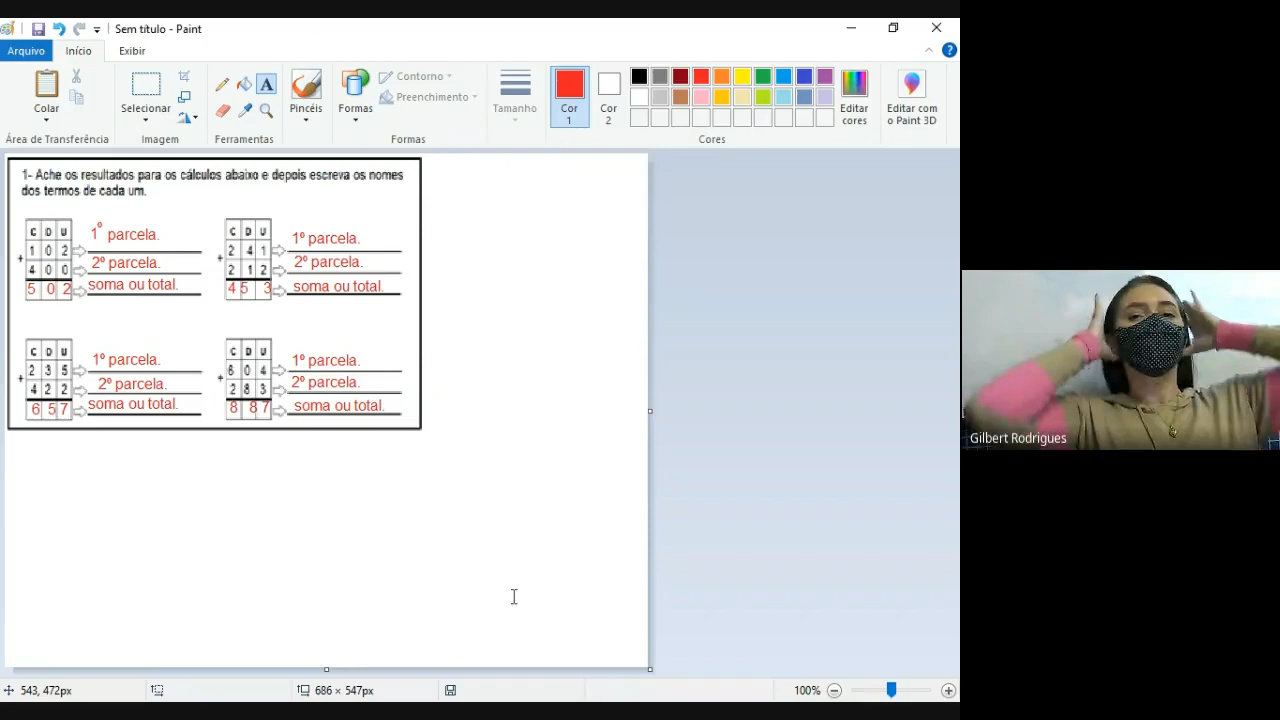 Sem título - Paint
Arquivo
Início
Exibir
Colar
Selecionar
Pincéis
Formas
Contorno
Preenchimento
Tamanho
Cor
1
Cor
2
Editar
cores
Editar com
o Paint 3D
Área de Transferência
Imagem
Ferramentas
Formas
Cores
1- Ache os resultados para os cálculos abaixo e depois escreva os nomes
dos termos de cada um.
C D U
1 0 2 1º parcela.
+ 4 0 0 2º parcela.
5 0 2 soma ou total.
C D U
2 4 1 1º parcela.
+ 2 1 2 2º parcela.
4 5 3 soma ou total.
C D U
2 3 5 1º parcela.
+ 4 2 2 2º parcela.
6 5 7 soma ou total.
C D U
6 0 4 1º parcela.
+ 2 8 3 2º parcela.
8 8 7 soma ou total.
Gilbert Rodrigues
543, 472px
686 × 547px
100%